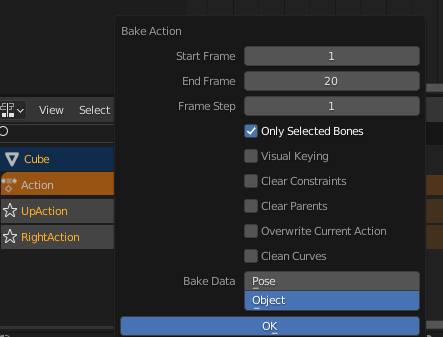 Bake Action
Start Frame 1
End Frame 20
Frame Step 1
View Select
Only Selected Bones
Cube
Visual Keying
Action
Clear Constraints
UpAction
Clear Parents
RightAction
Overwrite Current Action
Clean Curves
Bake Data Pose
Object
OK